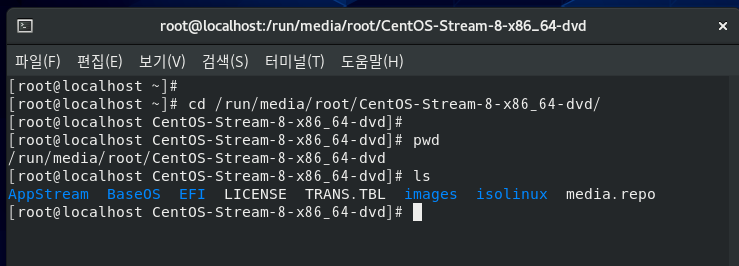 root@localhost:/run/media/root/CentOS-Stream-8-x86_64-dvd
파일(F) 편집(E) 보기(V) 검색(S) 터미널(T) 도움말(H)
[root@localhost ~]#
[root@localhost ~]# cd /run/media/root/CentOS-Stream-8-x86_64-dvd/
[root@localhost CentOS-Stream-8-x86_64-dvd]#
[root@localhost CentOS-Stream-8-x86_64-dvd]# pwd
/run/media/root/CentOS-Stream-8-x86_64-dvd
[root@localhost CentOS-Stream-8-x86_64-dvd]# ls
AppStream BaseOS EFI LICENSE TRANS.TBL images isolinux media.repo
[root@localhost CentOS-Stream-8-x86_64-dvd]#